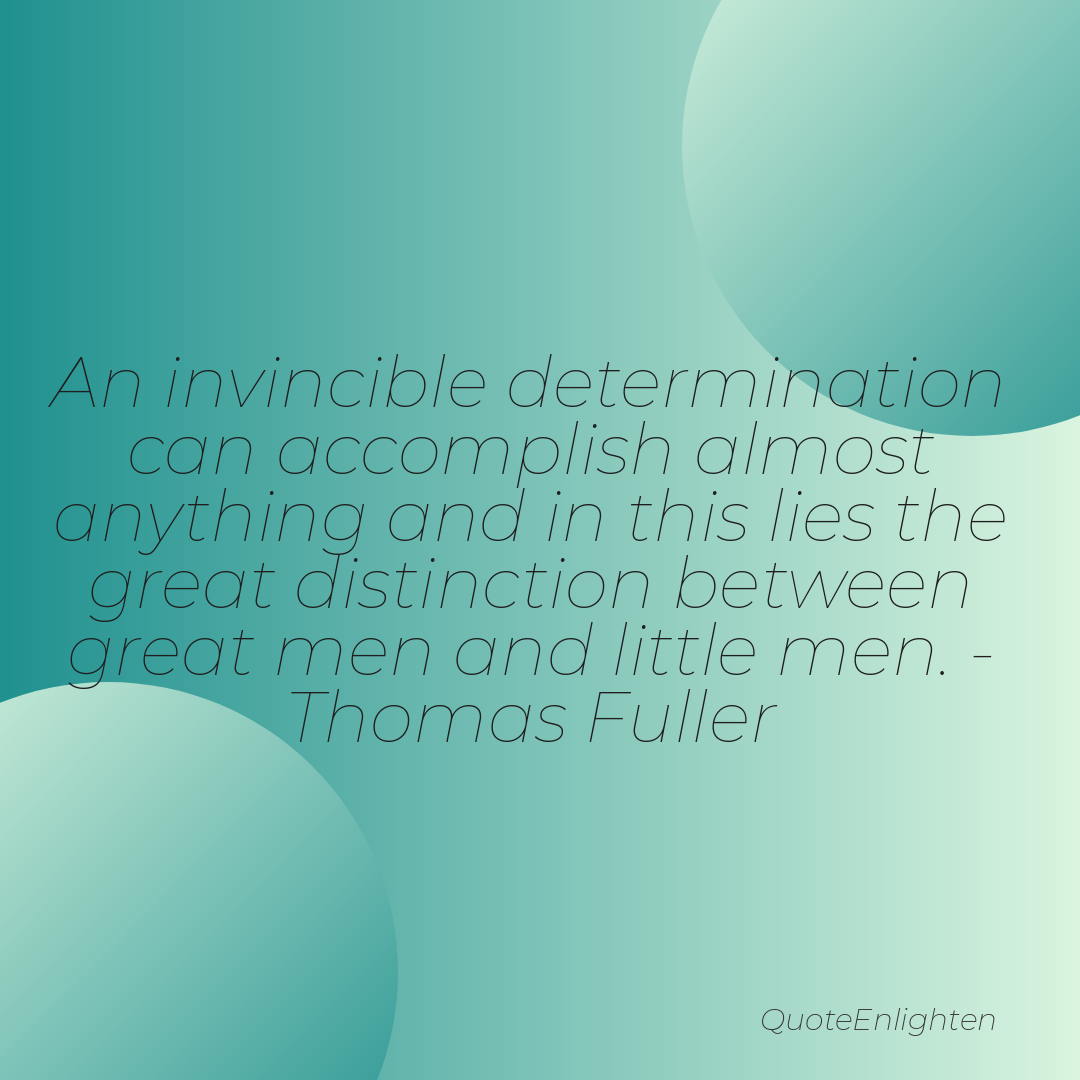 An invincible determination
can accomplish almost
anything and in this lies the
great distinction between
great men and little men. -
Thomas Fuller
QuoteEnlighten